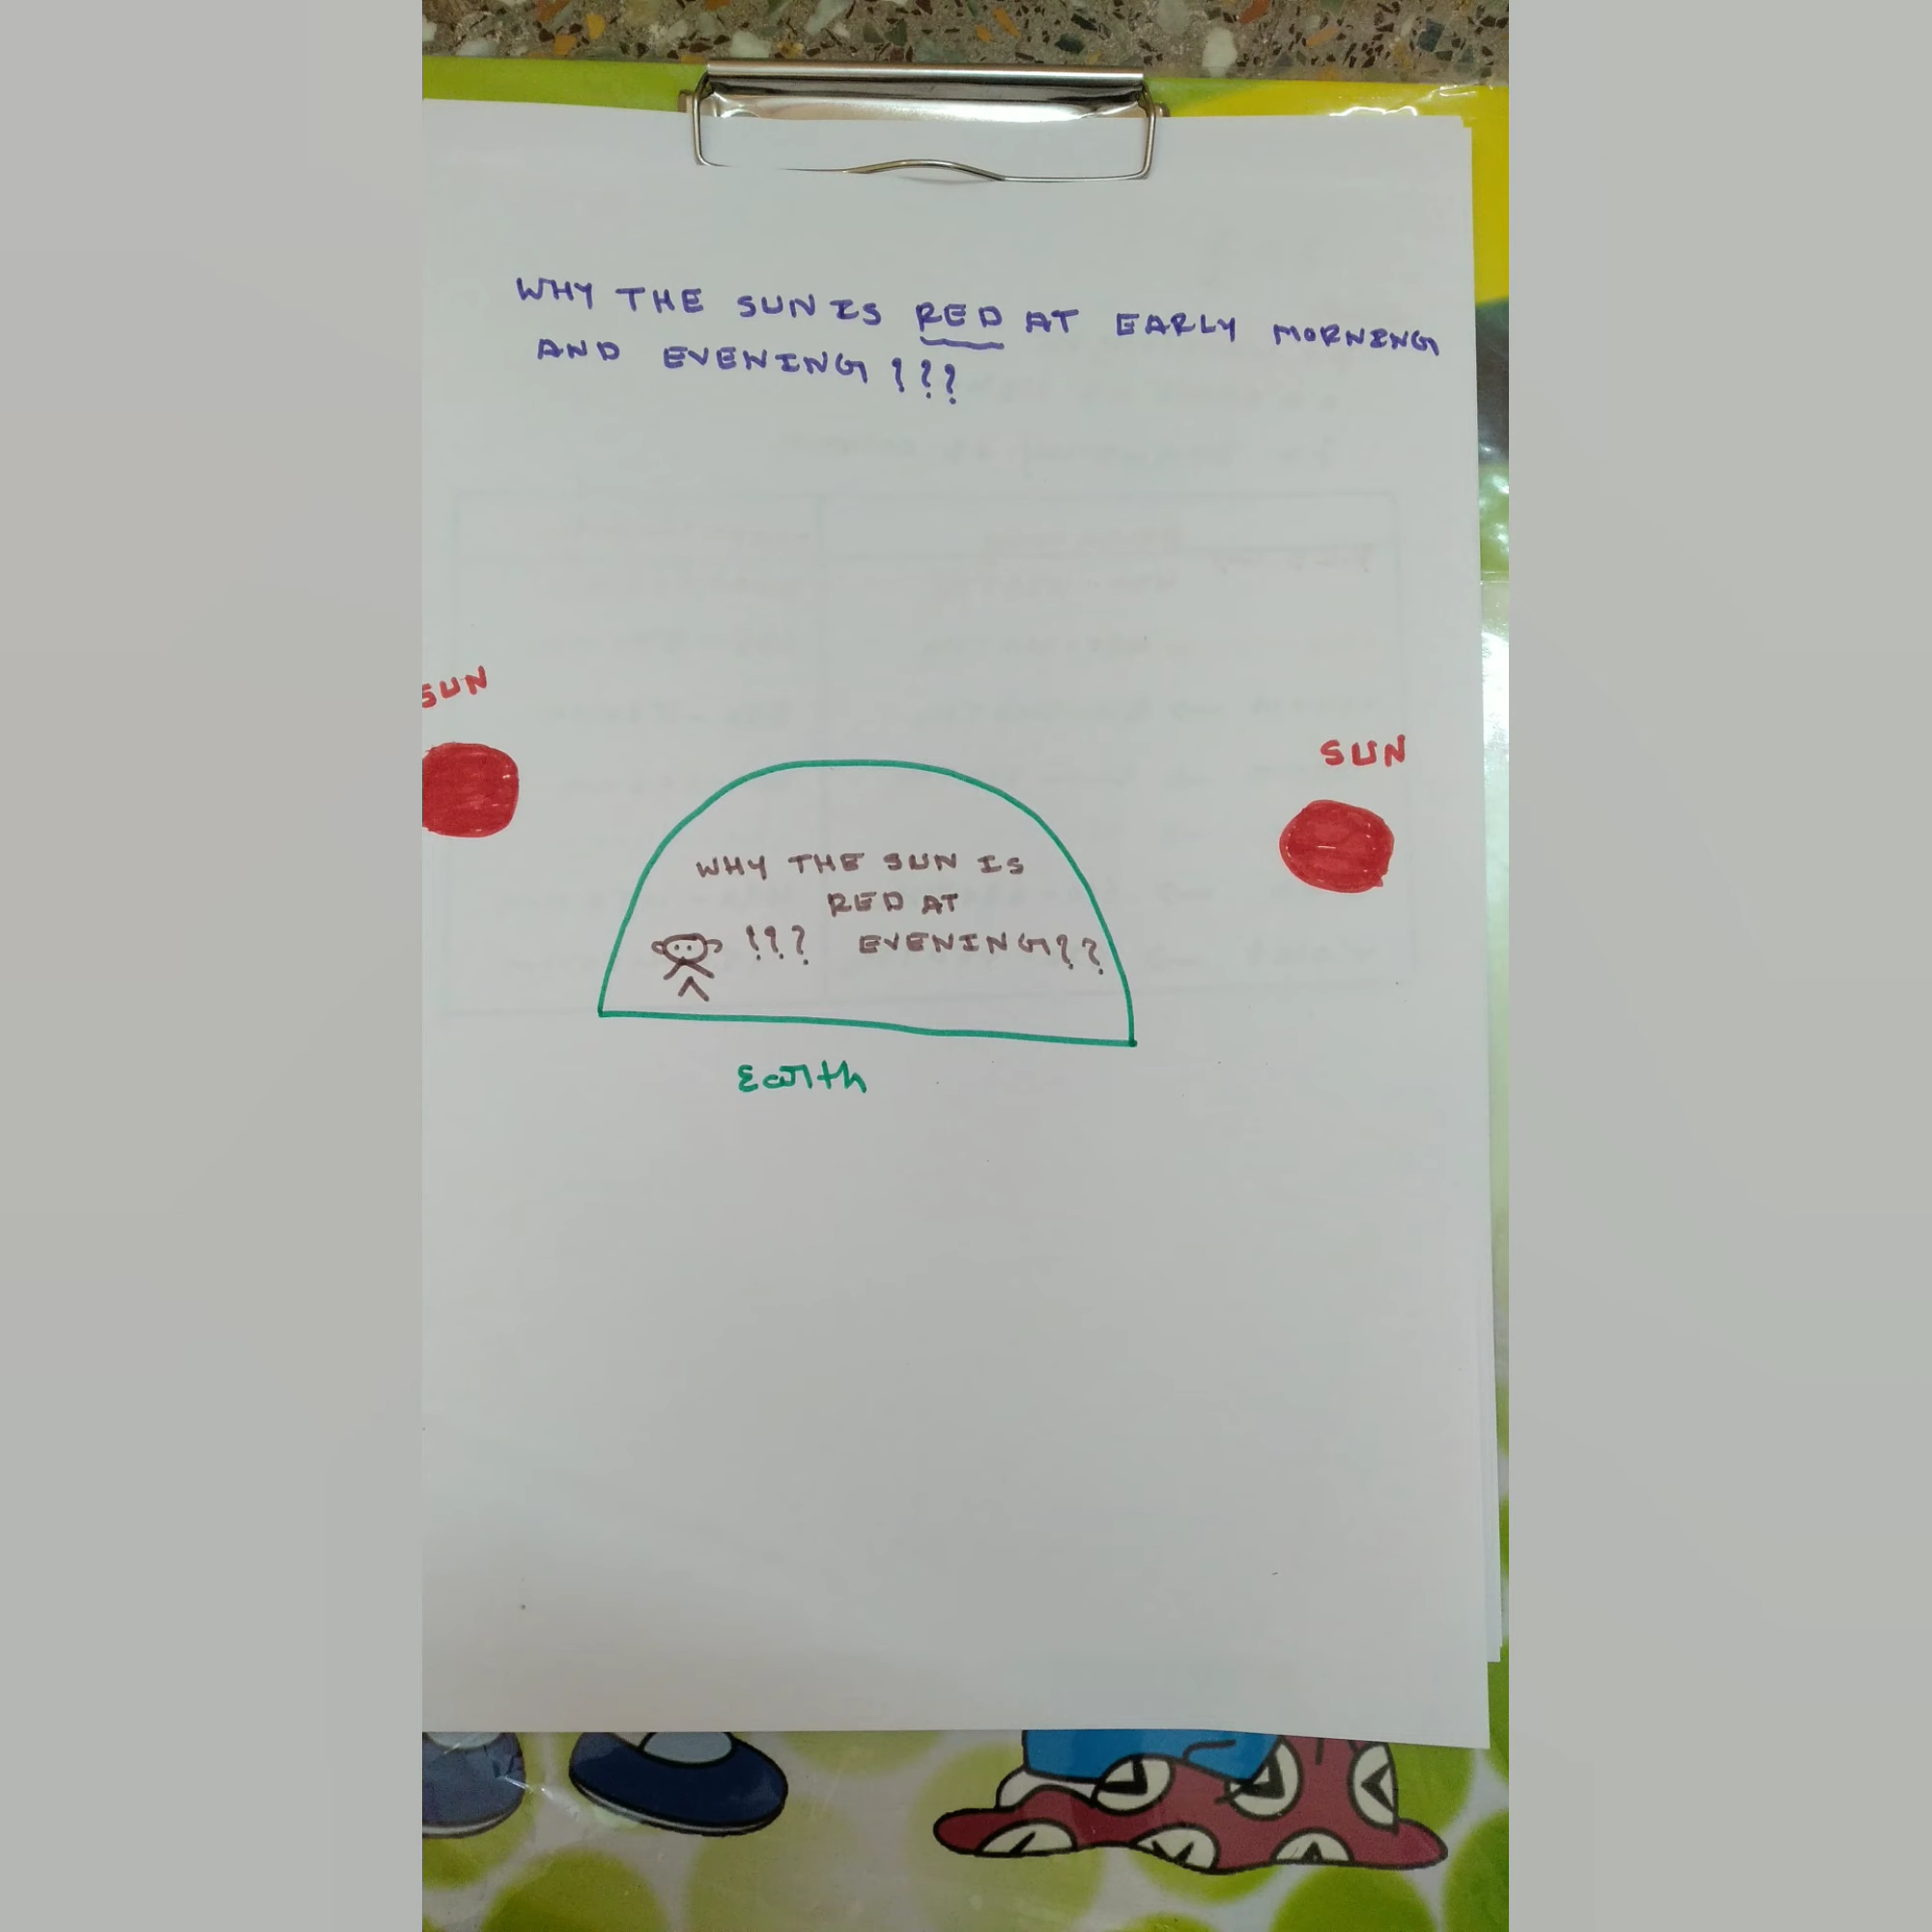 WHY THE SUN IS RED AT EARLY MORNING
AND EVENING ???
SUN
SUN
WHY THE SUN IS
RED AT
!?? EVENING??
Earth